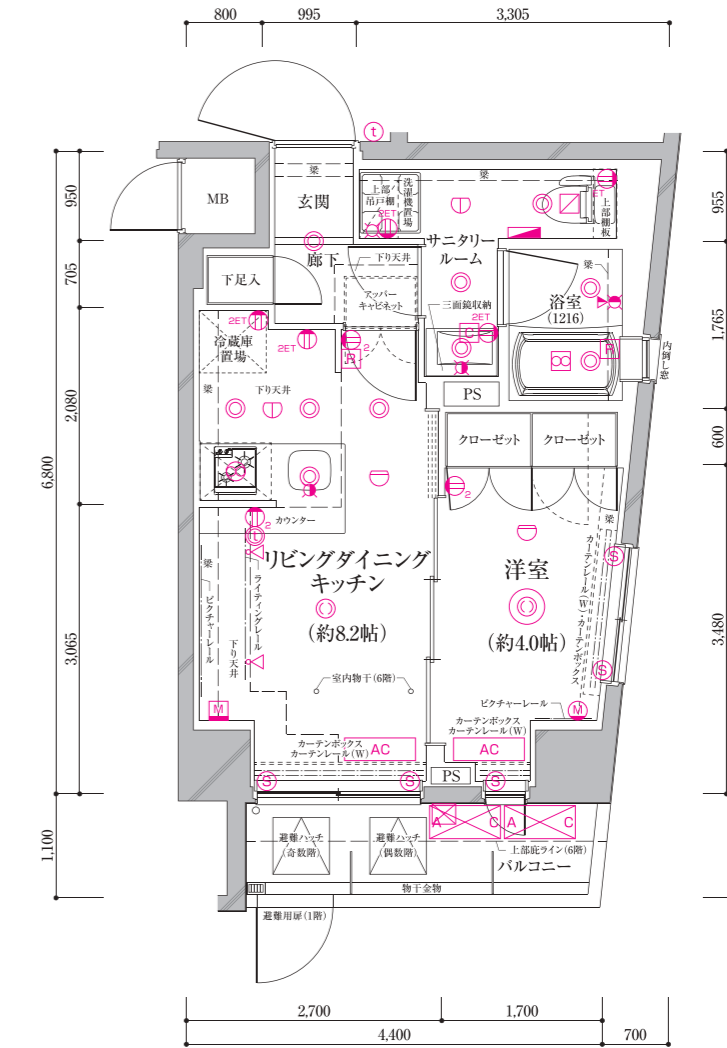 800
995
3,305
t
MB
玄関
梁
上部
吊戸棚
洗濯機置場
2ET
梁
ET
上部棚板
950
955
サニタリー
ルーム
廊下
下り天井
下足入
アッパー
キャビネット
三面鏡収納
梁
浴室
(1216)
705
1,765
2ET
2ET
2
R
2ET
C
R
冷蔵庫
置場
内倒し窓
PS
梁
下り天井
2,080
6,800
600
クローゼット
クローゼット
2
カウンター
2
t
梁
リビングダイニング
キッチン
(約8.2帖)
洋室
(約4.0帖)
梁
ピクチャーレール
ライティングレール
下り天井
カーテンレール(W)・カーテンボックス
S
S
3,065
3,480
室内物干(6階)
ピクチャーレール
M
M
カーテンボックス
カーテンレール(W)
AC
カーテンボックス
カーテンレール(W)
AC
S
S
PS
S
避難ハッチ
(奇数階)
避難ハッチ
(偶数階)
A C
A C
上部庇ライン(6階)
バルコニー
1,100
物干金物
避難用扉(1階)
2,700
1,700
4,400
700